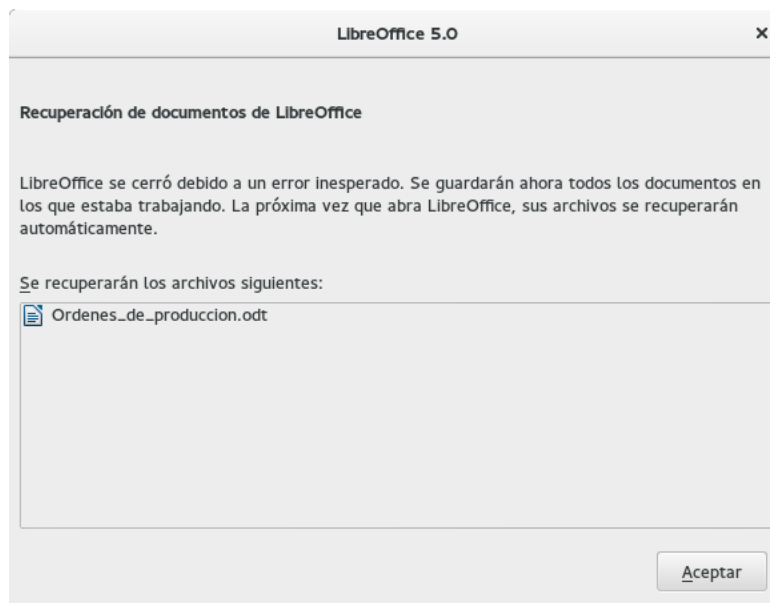 LibreOffice 5.0
Recuperación de documentos de LibreOffice
LibreOffice se cerró debido a un error inesperado. Se guardarán ahora todos los documentos en
los que estaba trabajando. La próxima vez que abra LibreOffice, sus archivos se recuperarán
automáticamente.
Se recuperarán los archivos siguientes:
Ordenes_de_produccion.odt
Aceptar